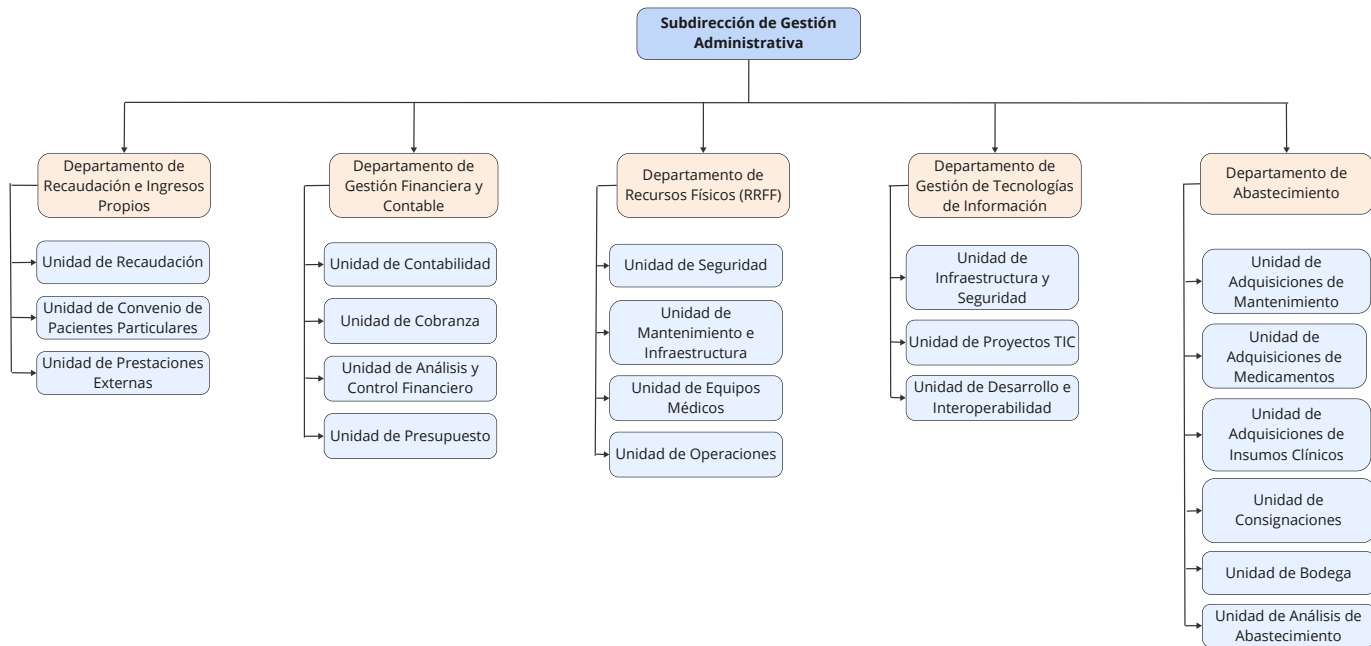 Subdirección de Gestión
Administrativa
Departamento de
Recaudación e Ingresos
Propios
Unidad de Recaudación
Unidad de Convenio de
Pacientes Particulares
Unidad de Prestaciones
Externas
Departamento de
Gestión Financiera y
Contable
Unidad de Contabilidad
Unidad de Cobranza
Unidad de Análisis y
Control Financiero
Unidad de Presupuesto
Departamento de
Recursos Físicos (RRFF)
Unidad de Seguridad
Unidad de
Mantenimiento e
Infraestructura
Unidad de Equipos
Médicos
Unidad de Operaciones
Departamento de
Gestión de Tecnologías
de Información
Unidad de
Infraestructura y
Seguridad
Unidad de Proyectos TIC
Unidad de Desarrollo e
Interoperabilidad
Departamento de
Abastecimiento
Unidad de
Adquisiciones de
Mantenimiento
Unidad de
Adquisiciones de
Medicamentos
Unidad de
Adquisiciones de
Insumos Clínicos
Unidad de
Consignaciones
Unidad de Bodega
Unidad de Análisis de
Abastecimiento